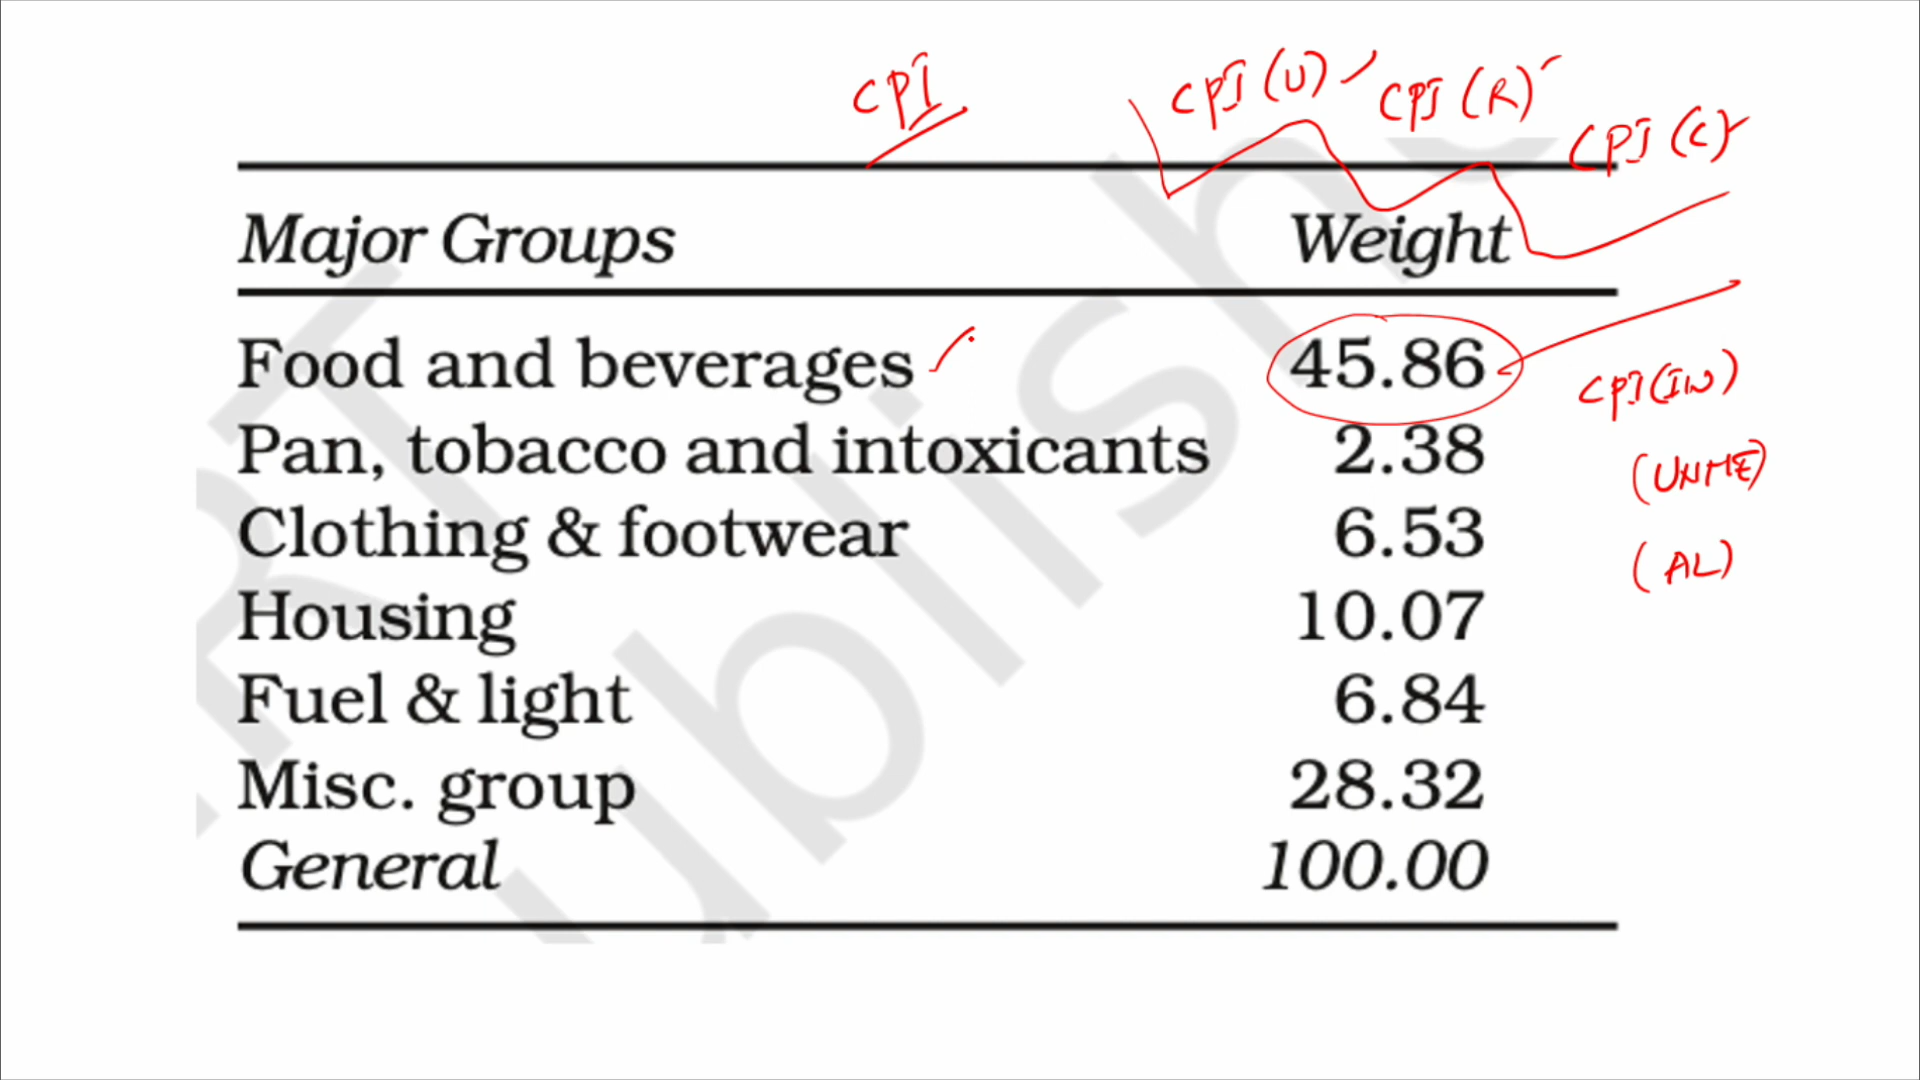 CPI
CPI (U)
CPI (R)
CPI (C)
Major Groups Weight
Food and beverages 45.86
Pan, tobacco and intoxicants 2.38
Clothing & footwear 6.53
Housing 10.07
Fuel & light 6.84
Misc. group 28.32
General 100.00
CPI (IW)
(UNME)
(AL)